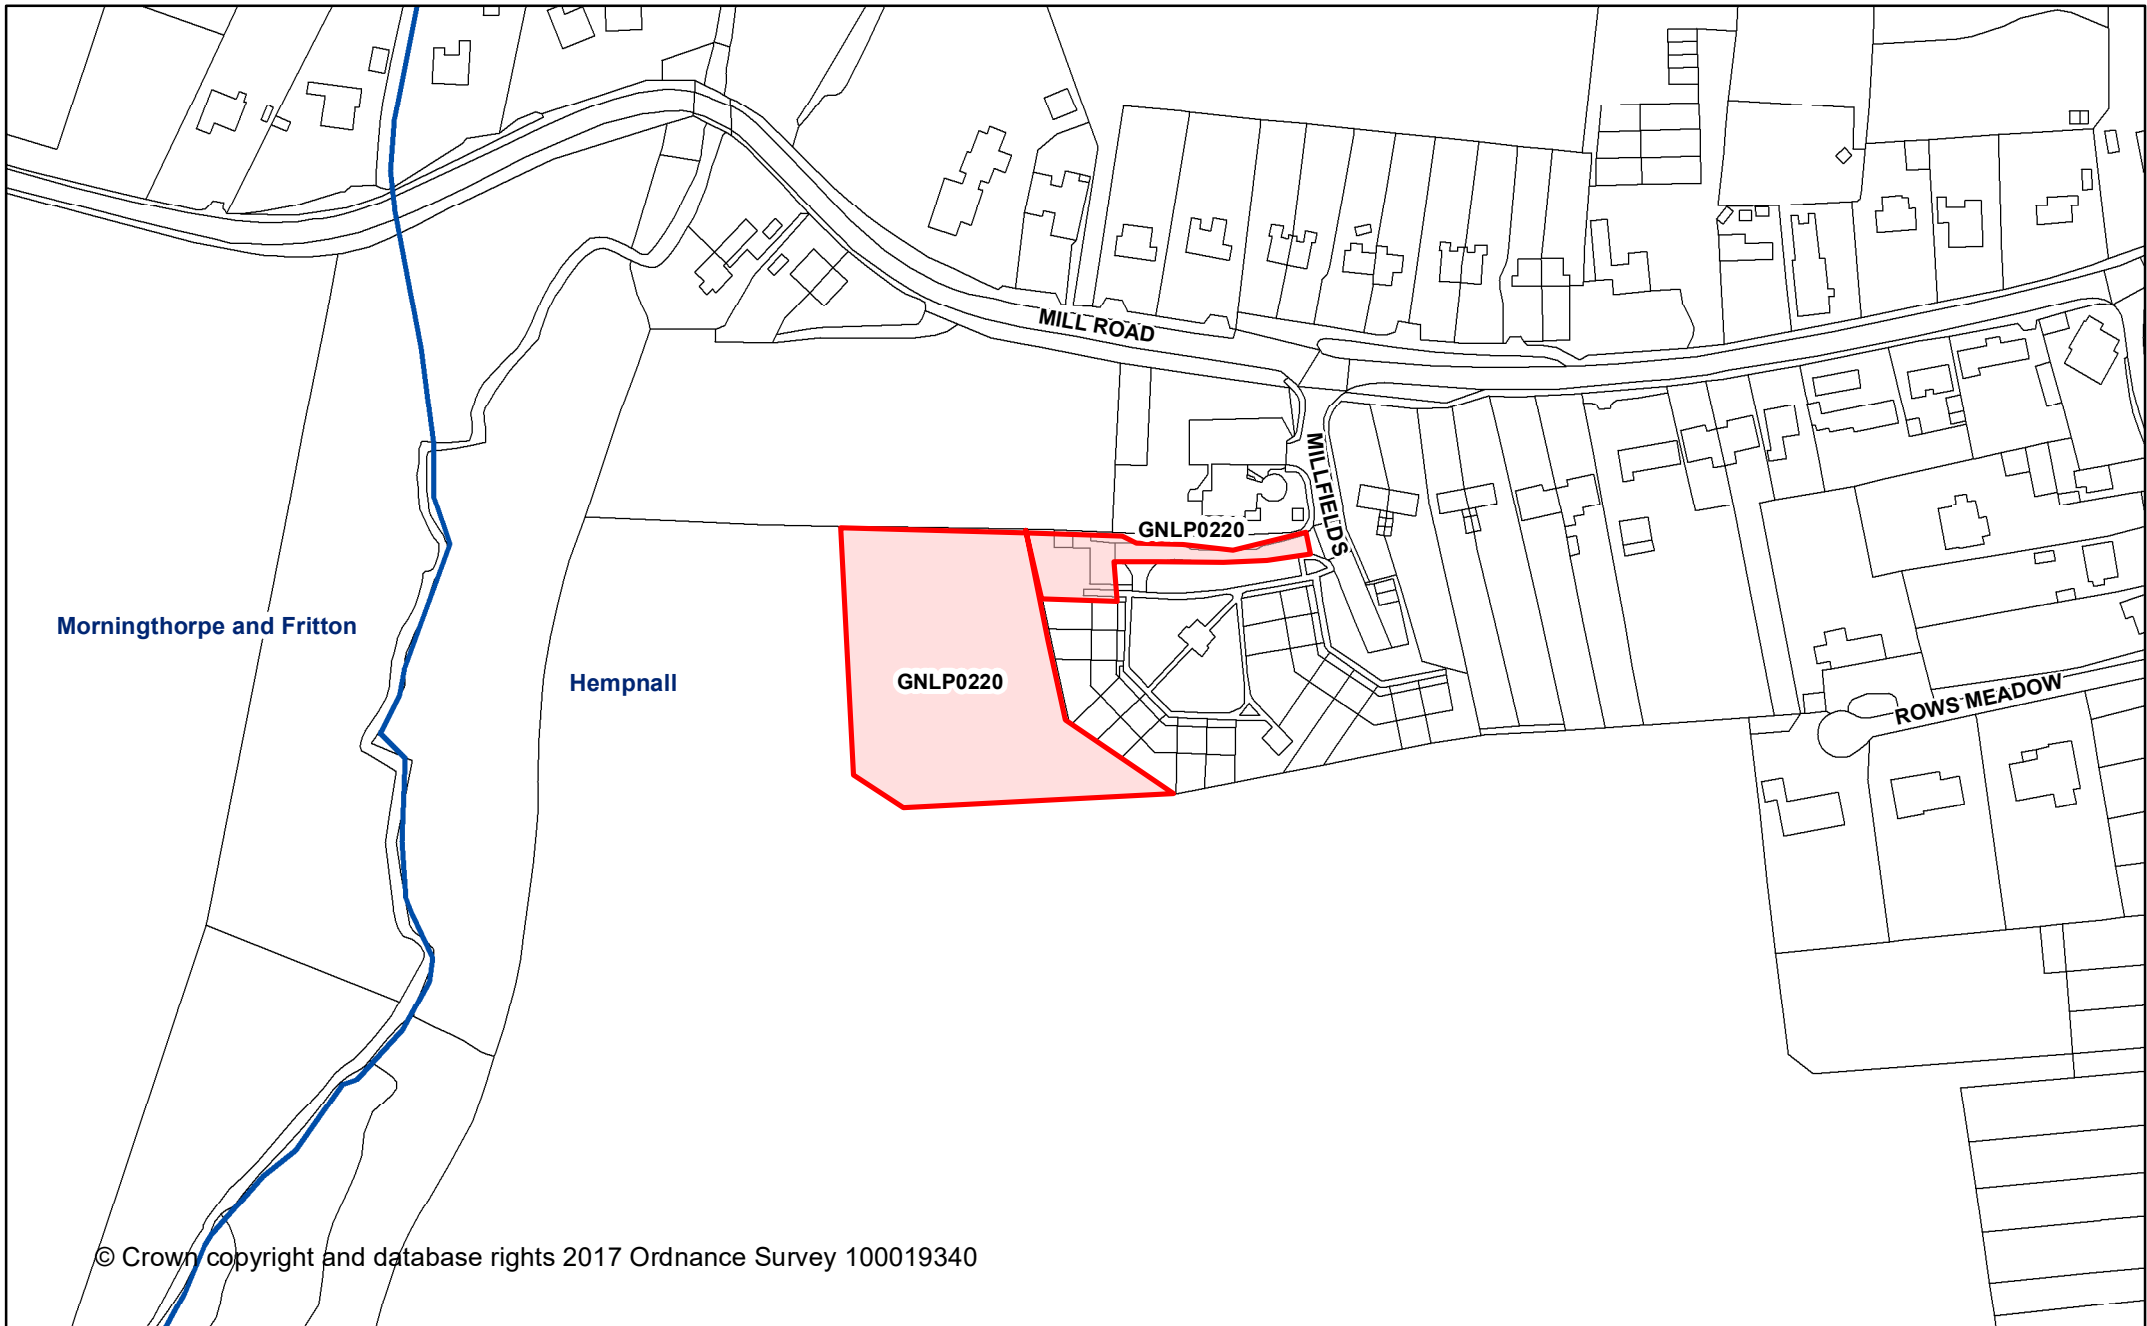 MILL ROAD
MILLFIELDS
GNLP0220
Morningthorpe and Fritton
Hempnall
GNLP0220
ROWS MEADOW
© Crown copyright and database rights 2017 Ordnance Survey 100019340